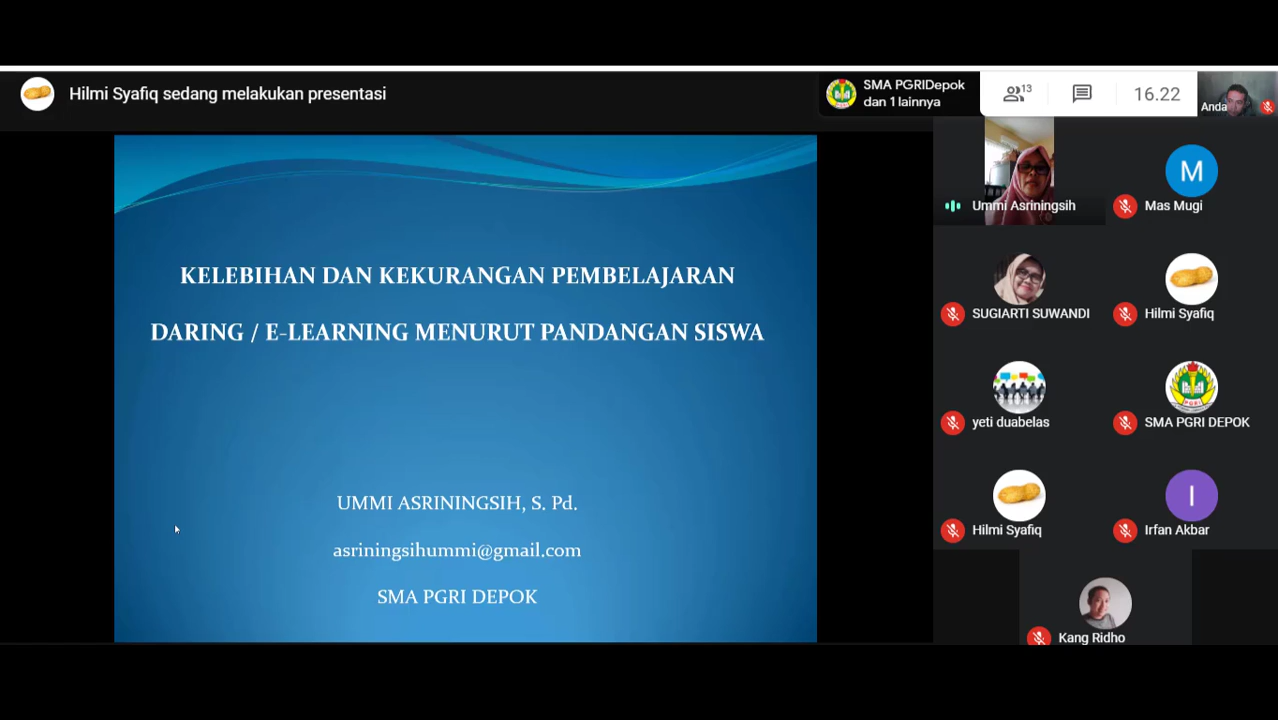 Hilmi Syafiq sedang melakukan presentasi
SMA PGRIDepok
dan 1 lainnya
13
16.22
Anda
KELEBIHAN DAN KEKURANGAN PEMBELAJARAN
DARING / E-LEARNING MENURUT PANDANGAN SISWA
UMMI ASRININGSIH, S. Pd.
asriningsihummi@gmail.com
SMA PGRI DEPOK
Ummi Asriningsih
M
Mas Mugi
SUGIARTI SUWANDI
Hilmi Syafiq
yeti duabelas
PGRI
SMA PGRI DEPOK
Hilmi Syafiq
I
Irfan Akbar
Kang Ridho